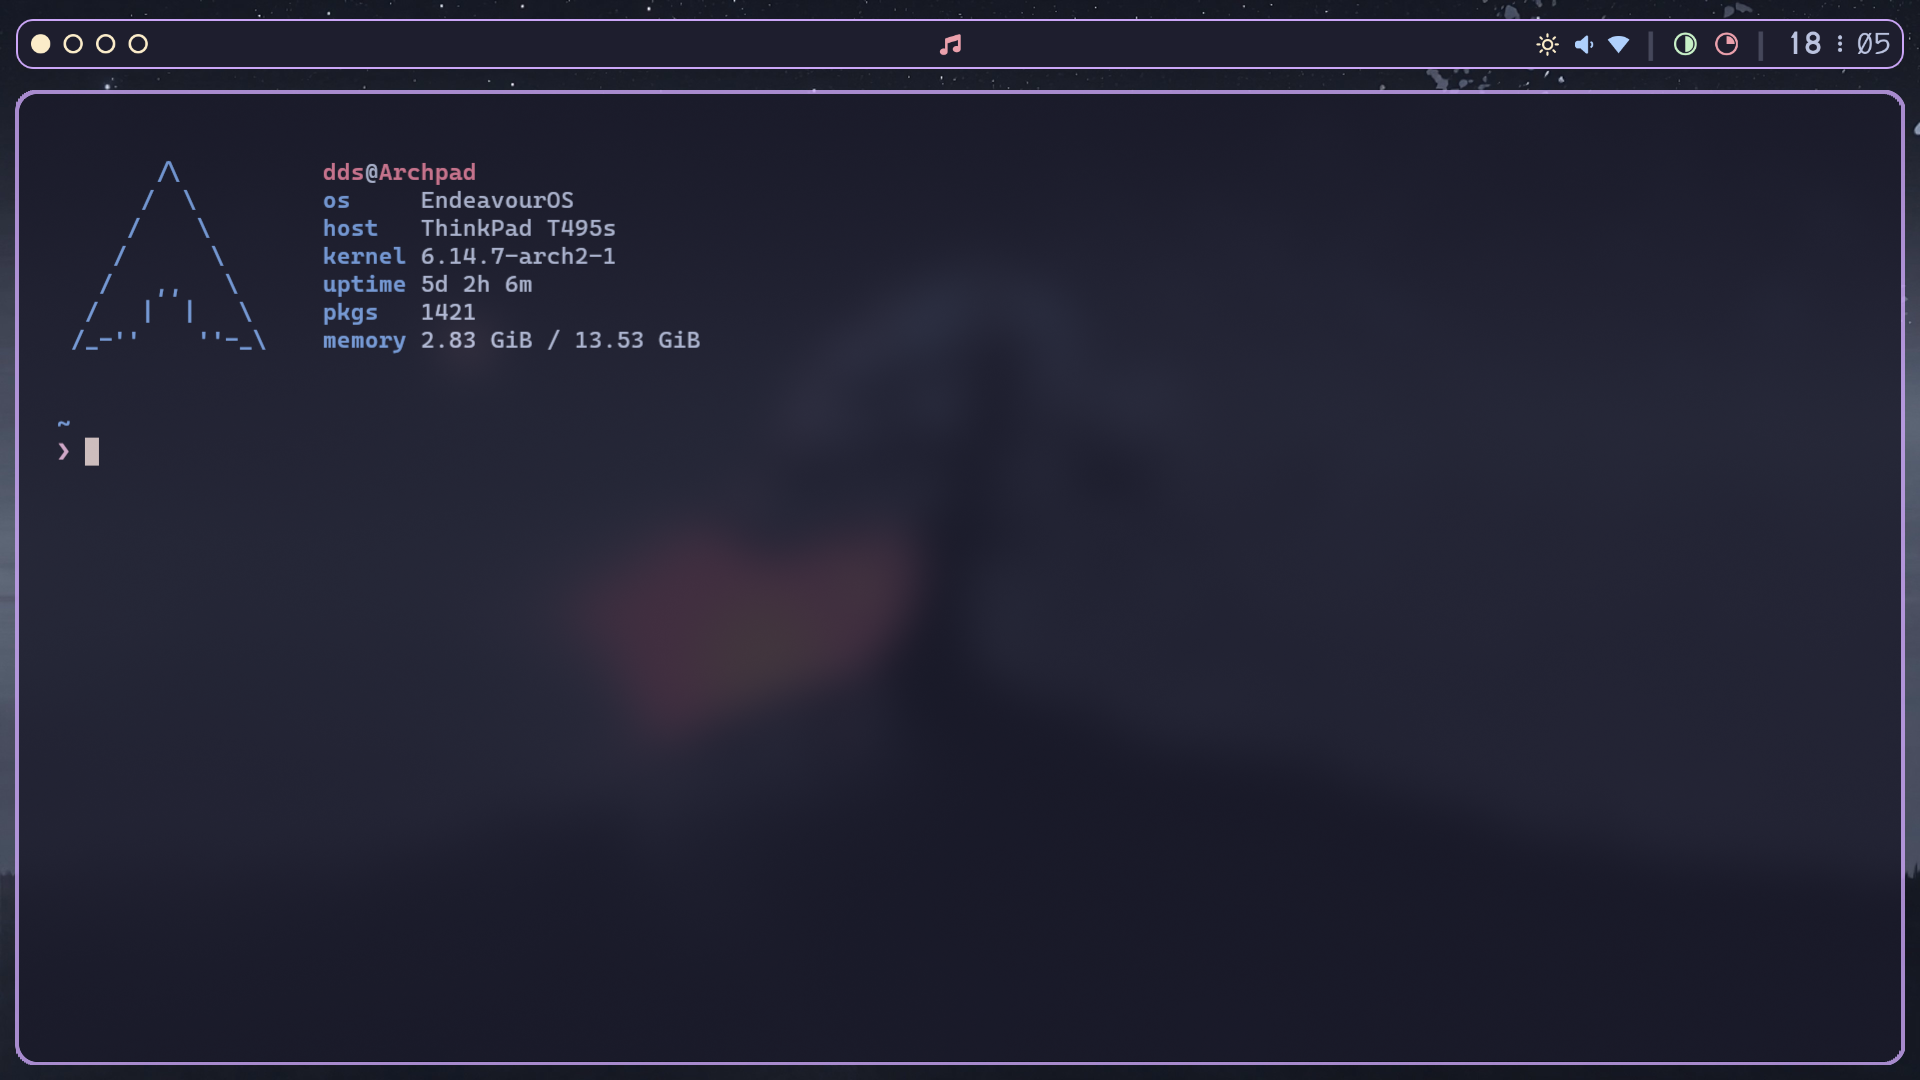 18 : 05
dds@Archpad
os EndeavourOS
host ThinkPad T495s
kernel 6.14.7-arch2-1
uptime 5d 2h 6m
pkgs 1421
memory 2.83 GiB / 13.53 GiB
~
❯